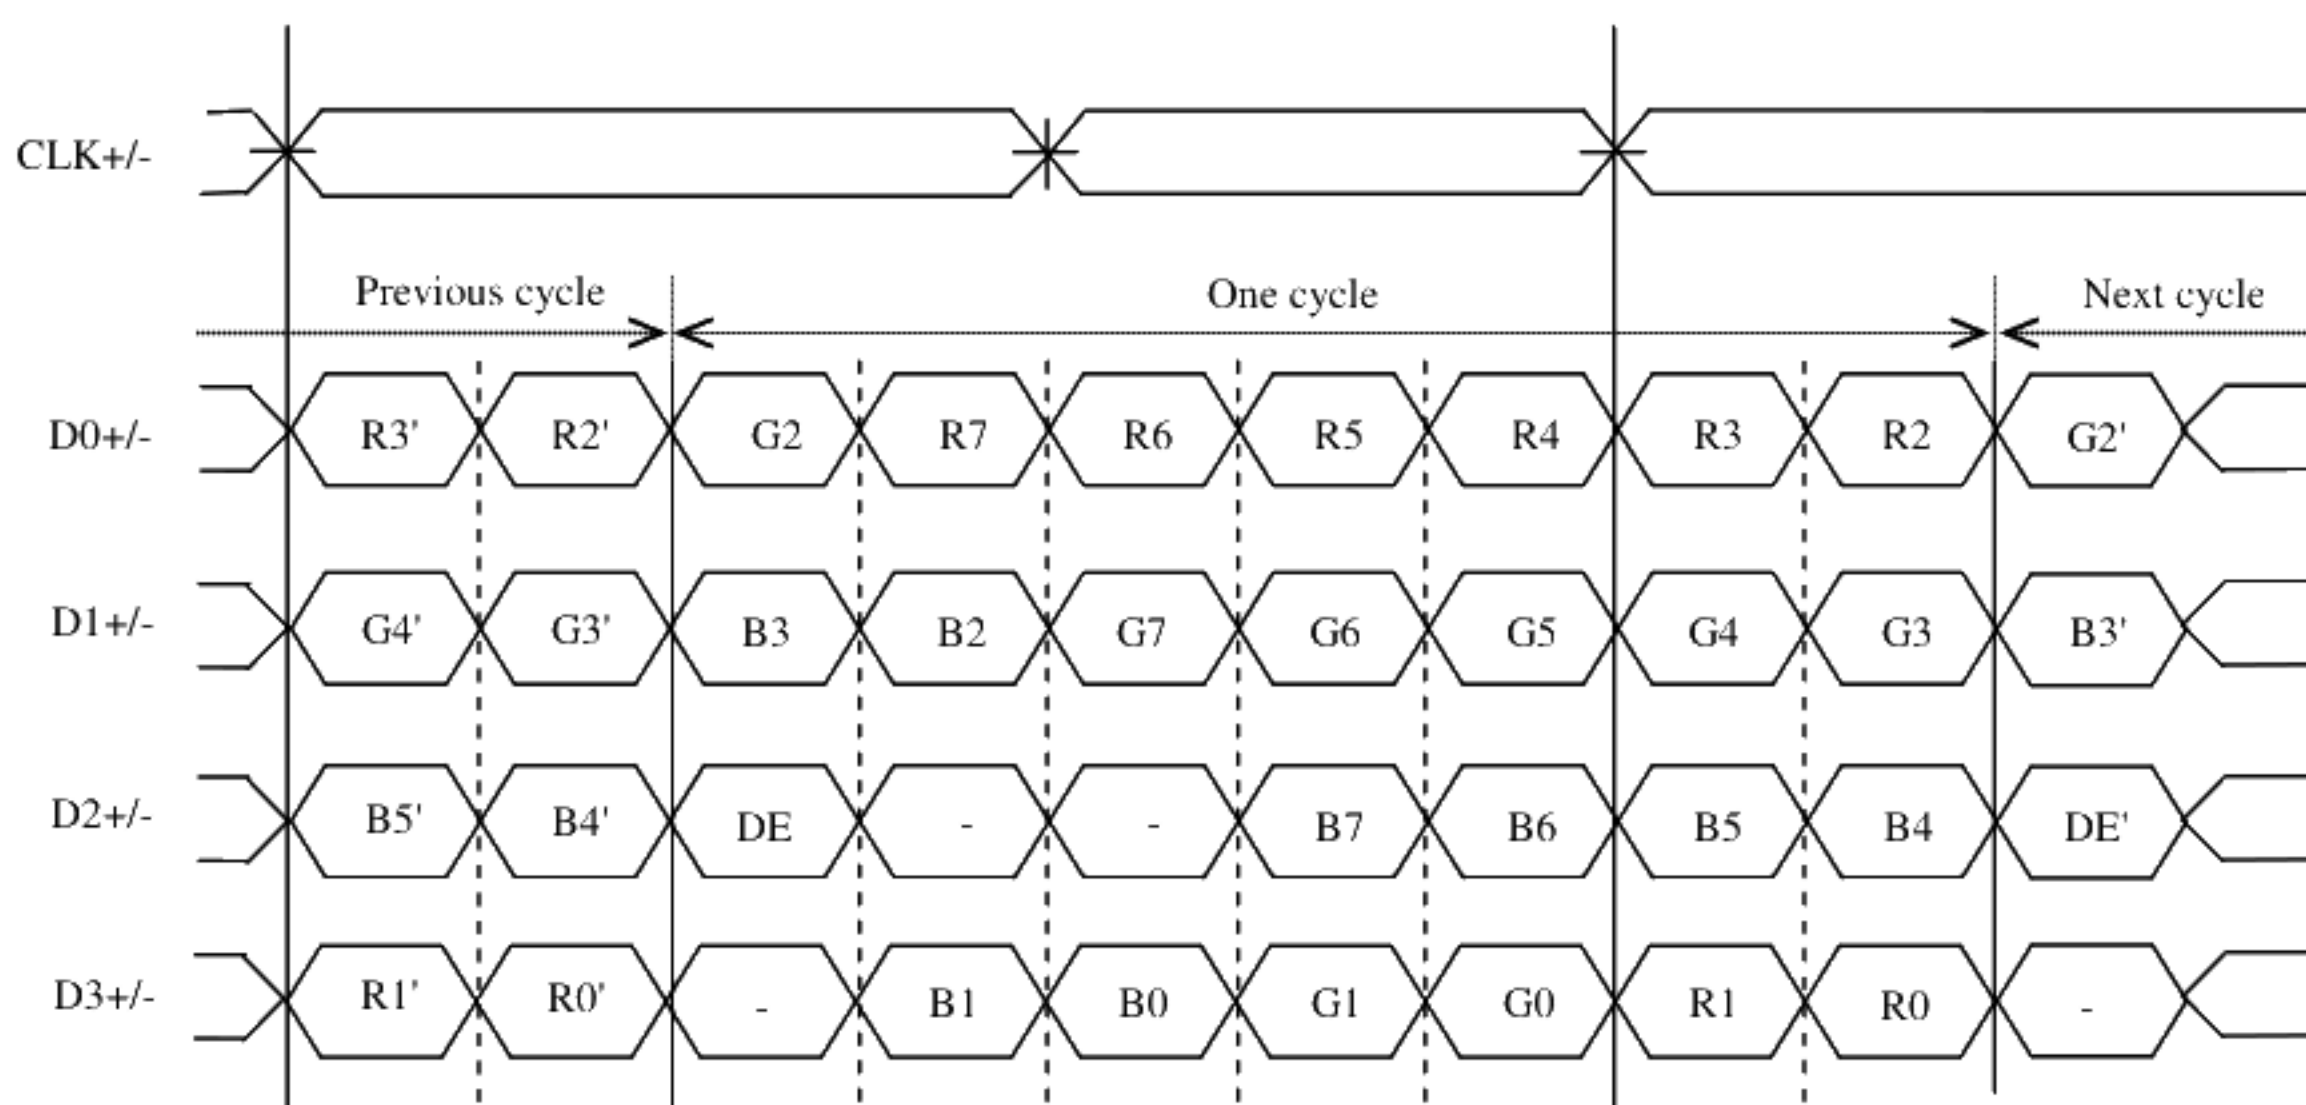 CLK+/-
Previous cycle One cycle Next cycle
D0+/- R3' R2' G2 R7 R6 R5 R4 R3 R2 G2'
D1+/- G4' G3' B3 B2 G7 G6 G5 G4 G3 B3'
D2+/- B5' B4' DE - - B7 B6 B5 B4 DE'
D3+/- R1' R0' - B1 B0 G1 G0 R1 R0 -